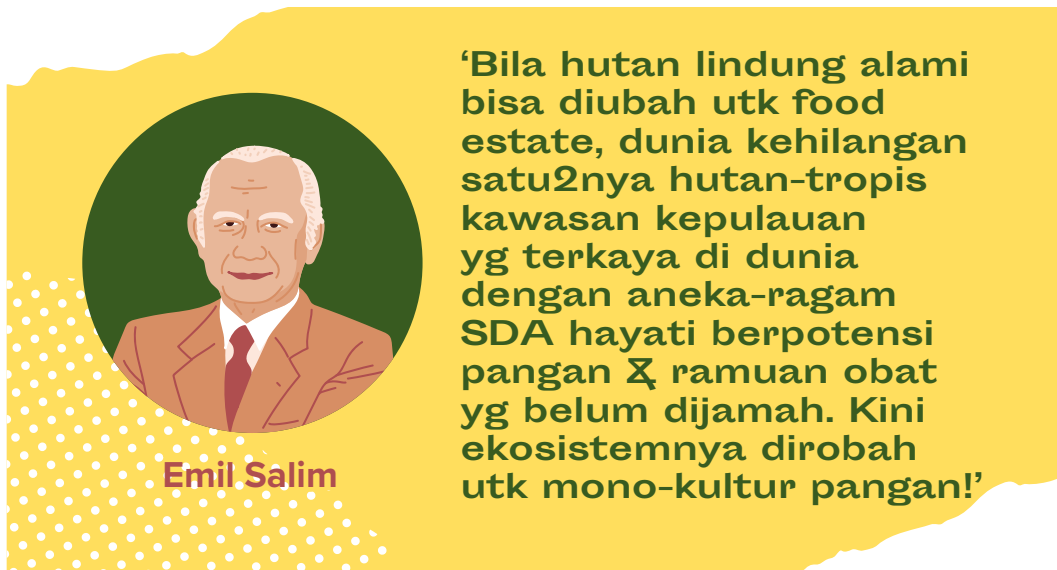 ‘Bila hutan lindung alami
bisa diubah utk food
estate, dunia kehilangan
satu2nya hutan-tropis
kawasan kepulauan
yg terkaya di dunia
dengan aneka-ragam
SDA hayati berpotensi
pangan & ramuan obat
yg belum dijamah. Kini
ekosistemnya dirobah
utk mono-kultur pangan!’
Emil Salim